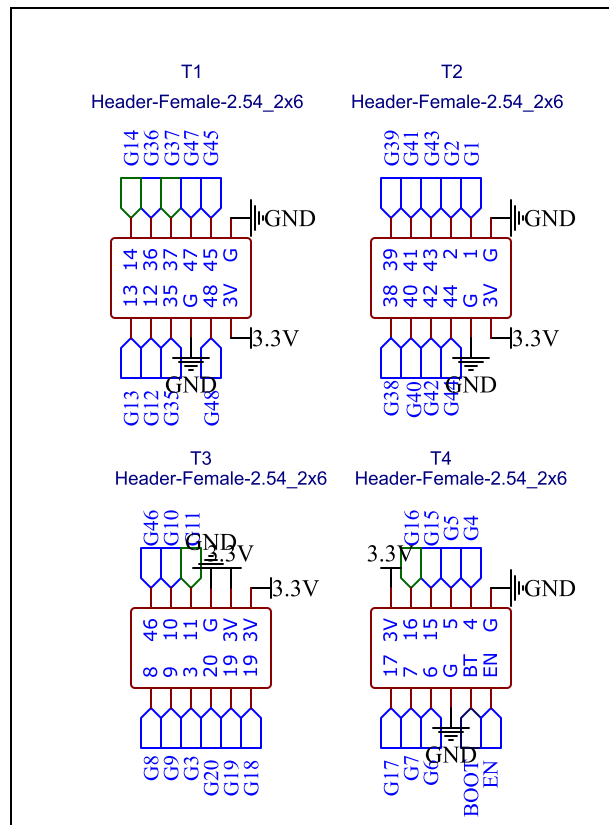 T1
Header-Female-2.54_2x6
G14 G36 G37 G47 G45
GND
14 36 37 47 45 G
13 12 35 G 48 3V
3.3V
GND
G13 G12 G35 G48
T2
Header-Female-2.54_2x6
G39 G41 G43 G2 G1
GND
39 41 43 2 1 G
38 40 42 44 G 3V
3.3V
GND
G38 G40 G42 G44
T3
Header-Female-2.54_2x6
G46 G10 G11
GND
3.3V
3.3V
46 10 11 G 3V 3V
8 9 3 20 19 19
G8 G9 G3 G20 G19 G18
T4
Header-Female-2.54_2x6
G16 G15 G5 G4
3.3V
GND
3V 16 15 5 4 G
17 7 6 G BT EN
GND
G17 G7 G6 BOOT EN